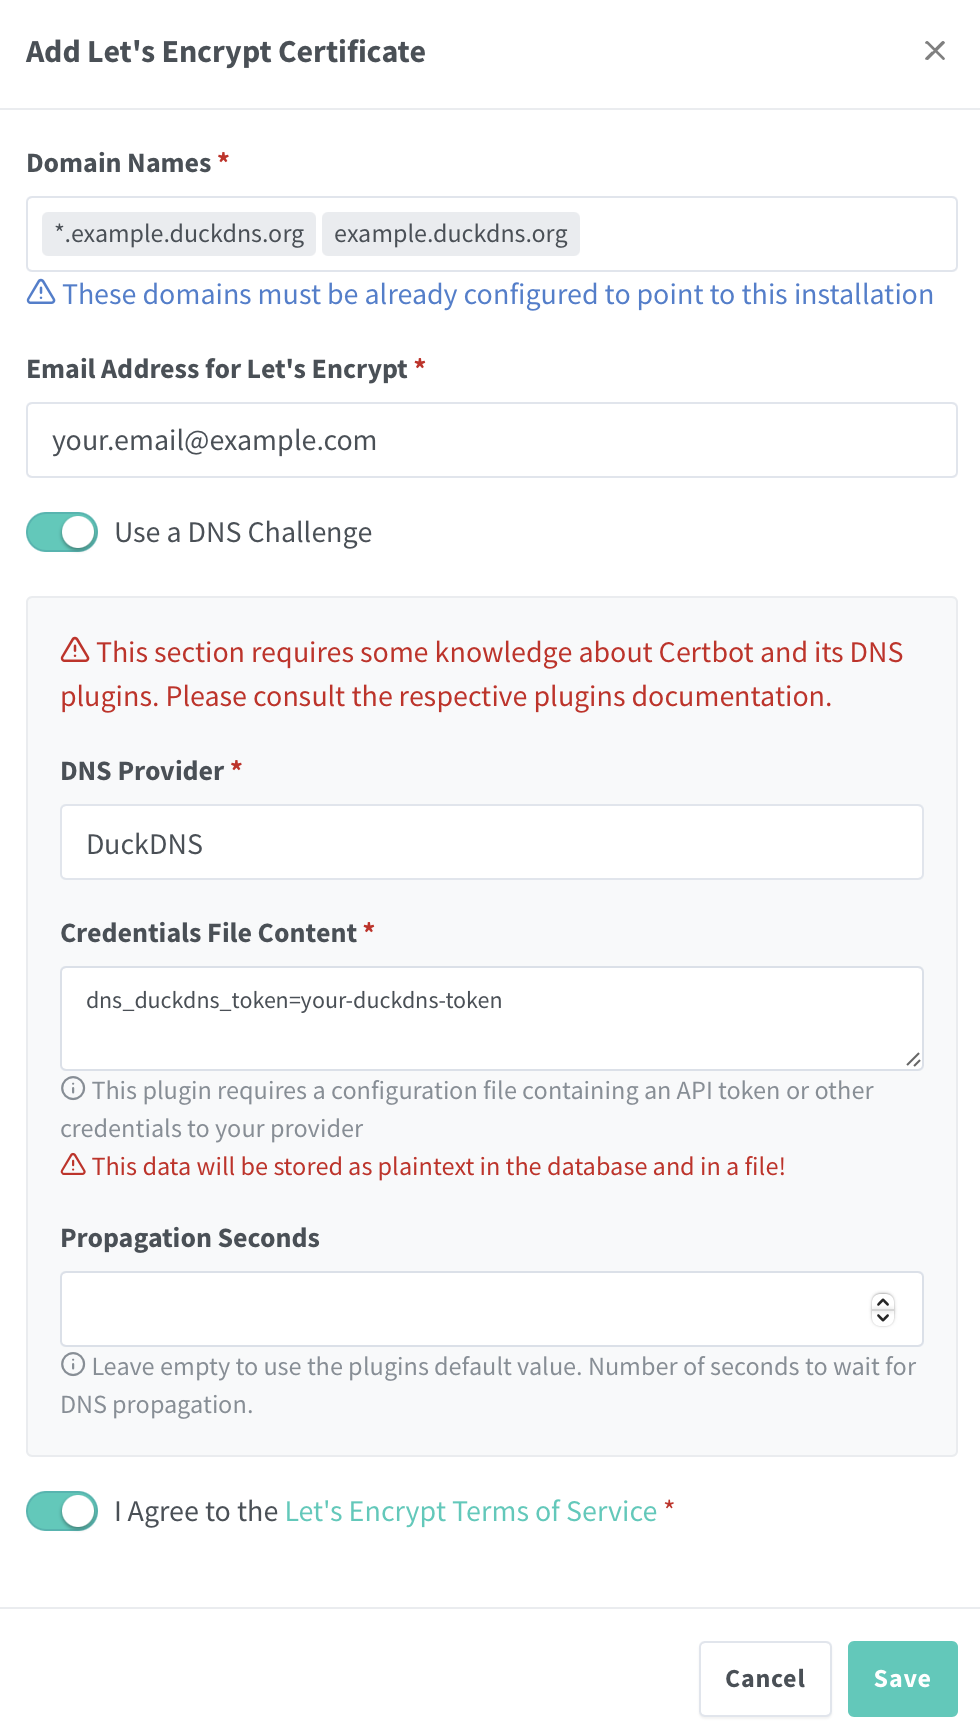 Add Let's Encrypt Certificate
Domain Names *
*.example.duckdns.org example.duckdns.org
These domains must be already configured to point to this installation
Email Address for Let's Encrypt *
your.email@example.com
Use a DNS Challenge
This section requires some knowledge about Certbot and its DNS
plugins. Please consult the respective plugins documentation.
DNS Provider *
DuckDNS
Credentials File Content *
dns_duckdns_token=your-duckdns-token
This plugin requires a configuration file containing an API token or other
credentials to your provider
This data will be stored as plaintext in the database and in a file!
Propagation Seconds
Leave empty to use the plugins default value. Number of seconds to wait for
DNS propagation.
I Agree to the Let's Encrypt Terms of Service *
Cancel Save